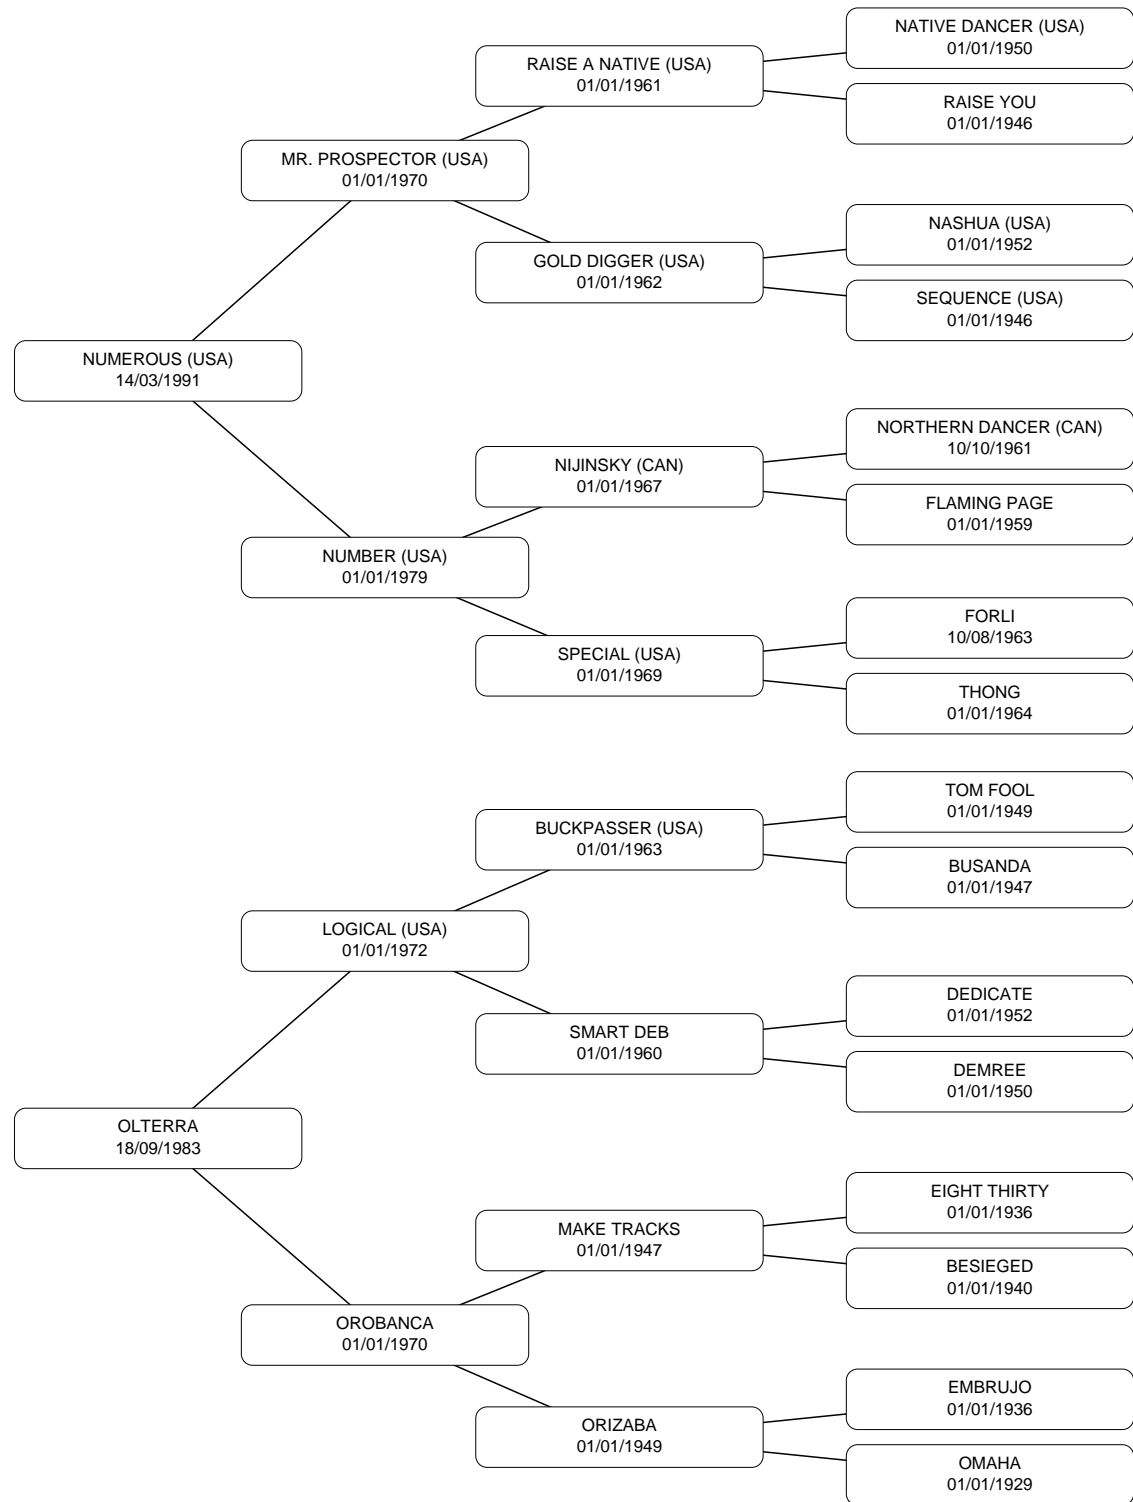 NATIVE DANCER (USA)
01/01/1950
RAISE A NATIVE (USA)
01/01/1961
RAISE YOU
01/01/1946
MR. PROSPECTOR (USA)
01/01/1970
NASHUA (USA)
01/01/1952
GOLD DIGGER (USA)
01/01/1962
SEQUENCE (USA)
01/01/1946
NUMEROUS (USA)
14/03/1991
NORTHERN DANCER (CAN)
10/10/1961
NIJINSKY (CAN)
01/01/1967
FLAMING PAGE
01/01/1959
NUMBER (USA)
01/01/1979
FORLI
10/08/1963
SPECIAL (USA)
01/01/1969
THONG
01/01/1964
TOM FOOL
01/01/1949
BUCKPASSER (USA)
01/01/1963
BUSANDA
01/01/1947
LOGICAL (USA)
01/01/1972
DEDICATE
01/01/1952
SMART DEB
01/01/1960
DEMREE
01/01/1950
OLTERRA
18/09/1983
EIGHT THIRTY
01/01/1936
MAKE TRACKS
01/01/1947
BESIEGED
01/01/1940
OROBANCA
01/01/1970
EMBRUJO
01/01/1936
ORIZABA
01/01/1949
OMAHA
01/01/1929